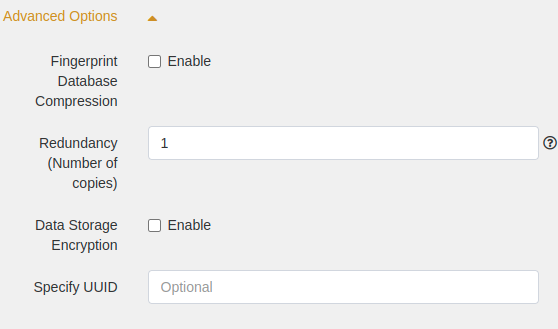 Advanced Options
Fingerprint
Database
Compression
Enable
Redundancy
(Number of
copies)
1
Data Storage
Encryption
Enable
Specify UUID
Optional